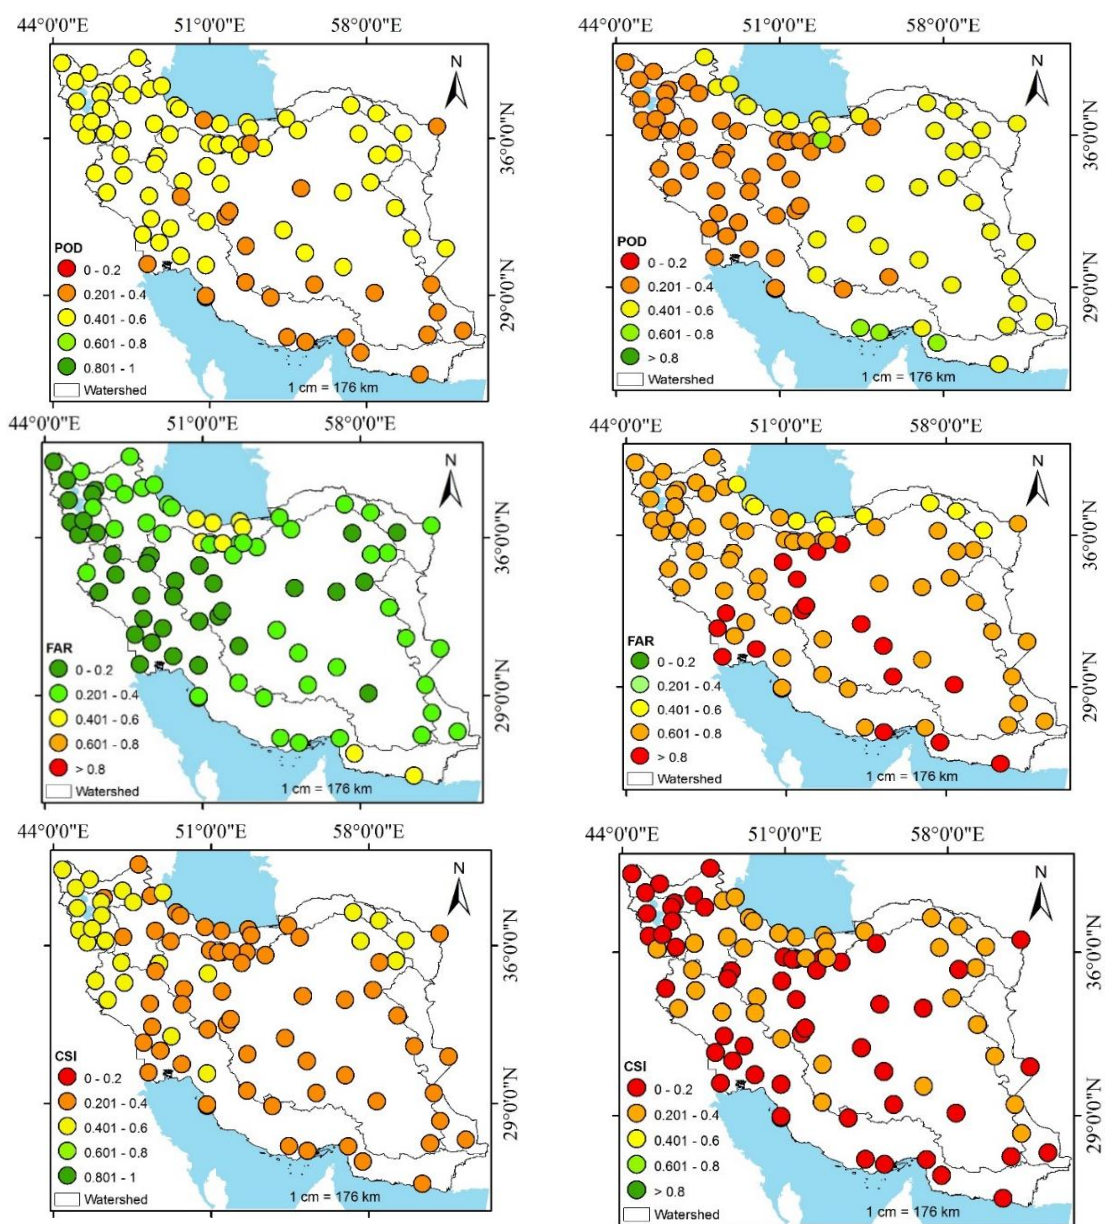 44°0'0"E 51°0'0"E 58°0'0"E
N
36°0'0"N
29°0'0"N
POD
0 - 0.2
0.201 - 0.4
0.401 - 0.6
0.601 - 0.8
0.801 - 1
Watershed
1 cm = 176 km
44°0'0"E 51°0'0"E 58°0'0"E
N
36°0'0"N
29°0'0"N
POD
0 - 0.2
0.201 - 0.4
0.401 - 0.6
0.601 - 0.8
> 0.8
Watershed
1 cm = 176 km
44°0'0"E 51°0'0"E 58°0'0"E
N
36°0'0"N
29°0'0"N
FAR
0 - 0.2
0.201 - 0.4
0.401 - 0.6
0.601 - 0.8
> 0.8
Watershed
1 cm = 176 km
44°0'0"E 51°0'0"E 58°0'0"E
N
36°0'0"N
29°0'0"N
FAR
0 - 0.2
0.201 - 0.4
0.401 - 0.6
0.601 - 0.8
> 0.8
Watershed
1 cm = 176 km
44°0'0"E 51°0'0"E 58°0'0"E
N
36°0'0"N
29°0'0"N
CSI
0 - 0.2
0.201 - 0.4
0.401 - 0.6
0.601 - 0.8
0.801 - 1
Watershed
1 cm = 176 km
44°0'0"E 51°0'0"E 58°0'0"E
N
36°0'0"N
29°0'0"N
CSI
0 - 0.2
0.201 - 0.4
0.401 - 0.6
0.601 - 0.8
> 0.8
Watershed
1 cm = 176 km